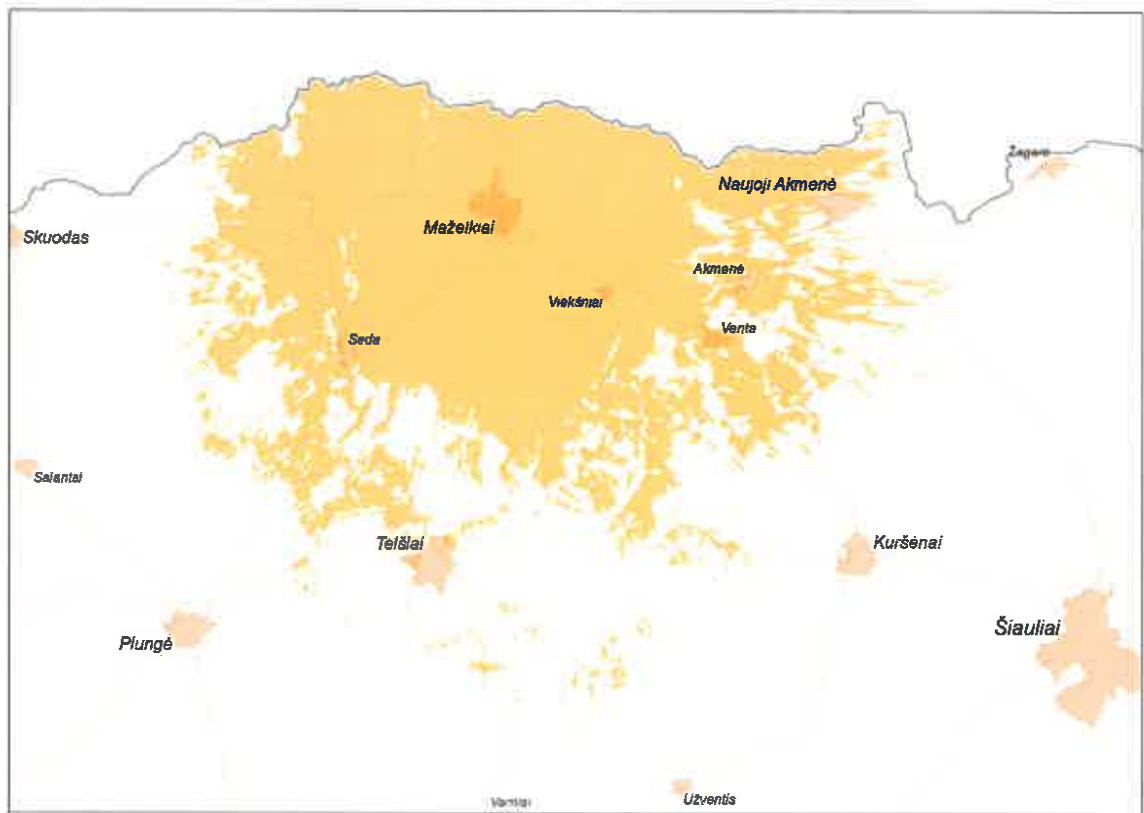 Žagarė
Naujoji Akmenė
Mažeikiai
Skuodas
Akmenė
Viekšniai
Venta
Seda
Salantai
Telšiai
Kuršėnai
Šiauliai
Plungė
Varniai
Užventis